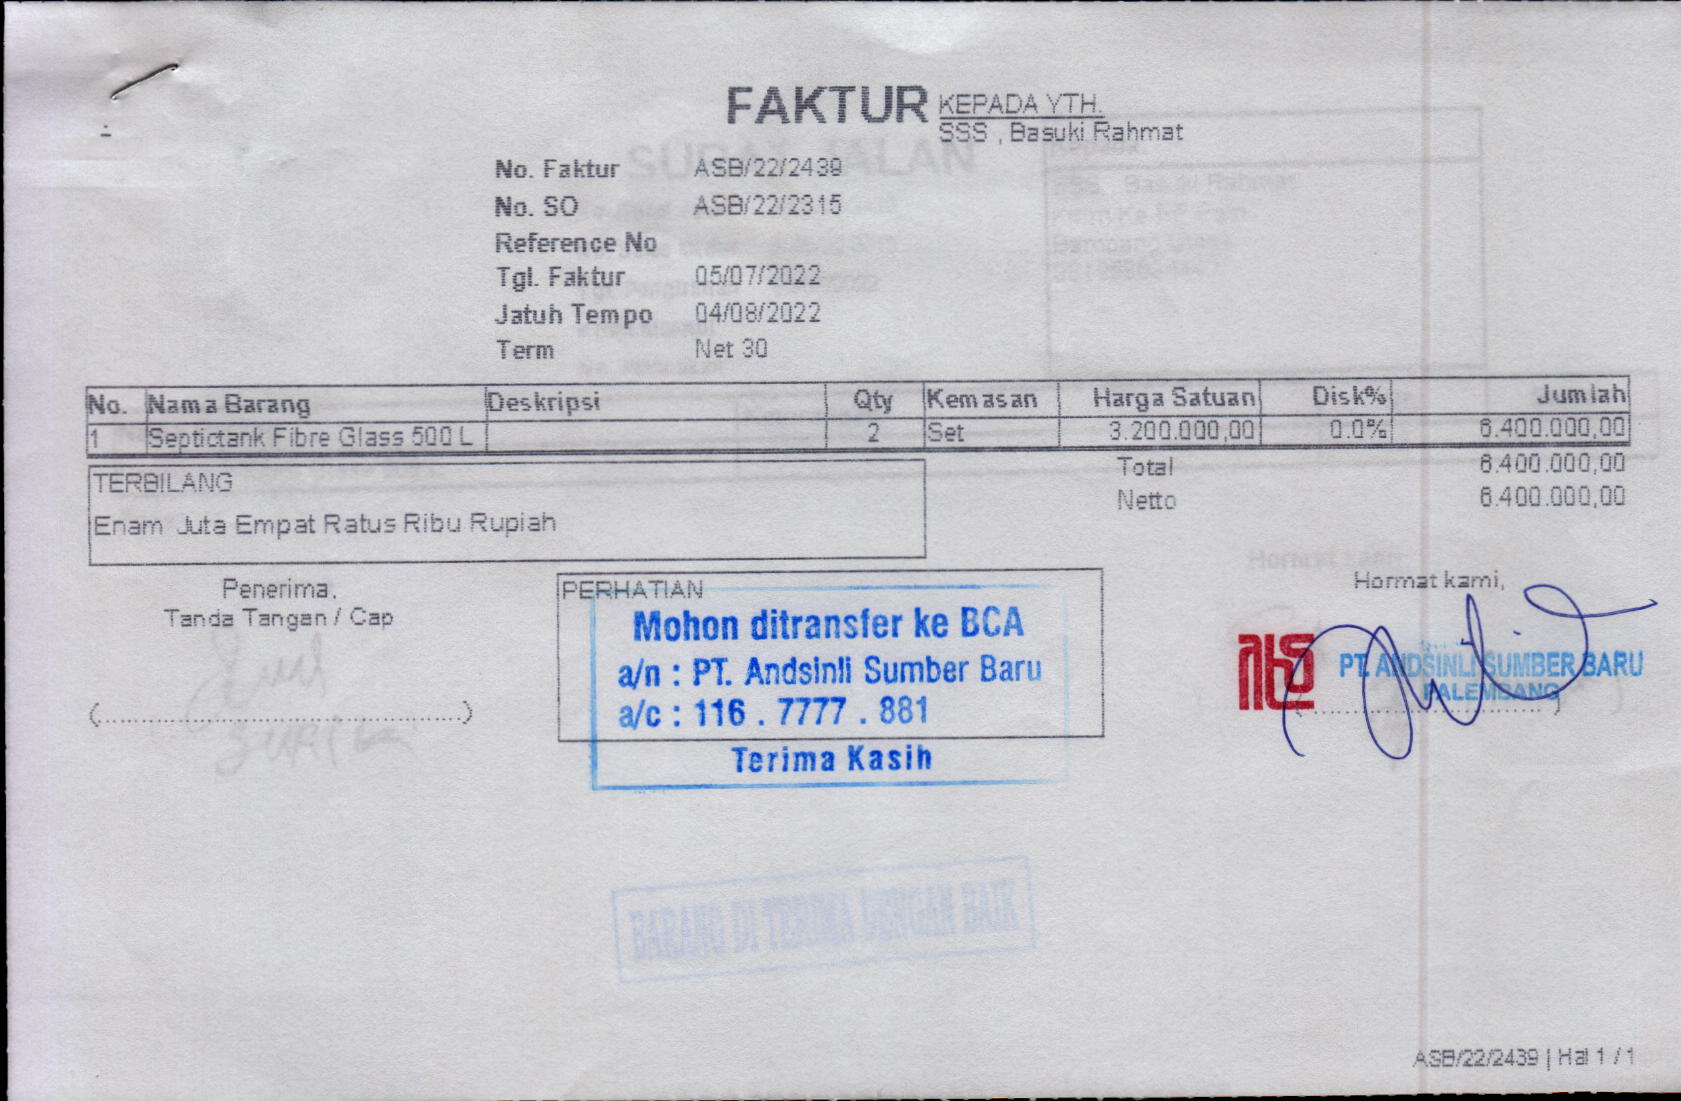 FAKTUR
KEPADA YTH.
SSS , Basuki Rahmat
No. Faktur ASB/22/2439
No. SO ASB/22/2315
Reference No
Tgl. Faktur 05/07/2022
Jatuh Tempo 04/08/2022
Term Net 30
No. Nama Barang Deskripsi Qty Kemasan Harga Satuan Disk% Jumlah
1 Septictank Fibre Glass 500 L 2 Set 3.200.000,00 0.0% 6.400.000,00
Total 6.400.000,00
Netto 6.400.000,00
TERBILANG
Enam Juta Empat Ratus Ribu Rupiah
Penerima,
Tanda Tangan / Cap
(................................................)
PERHATIAN
Mohon ditransfer ke BCA
a/n : PT. Andsinli Sumber Baru
a/c : 116 . 7777 . 881
Terima Kasih
Hormat kami,
PT. ANDSINLI SUMBER BARU
PALEMBANG
BARANG DI TERIMA DENGAN BAIK
ASB/22/2439 | Hal 1 / 1